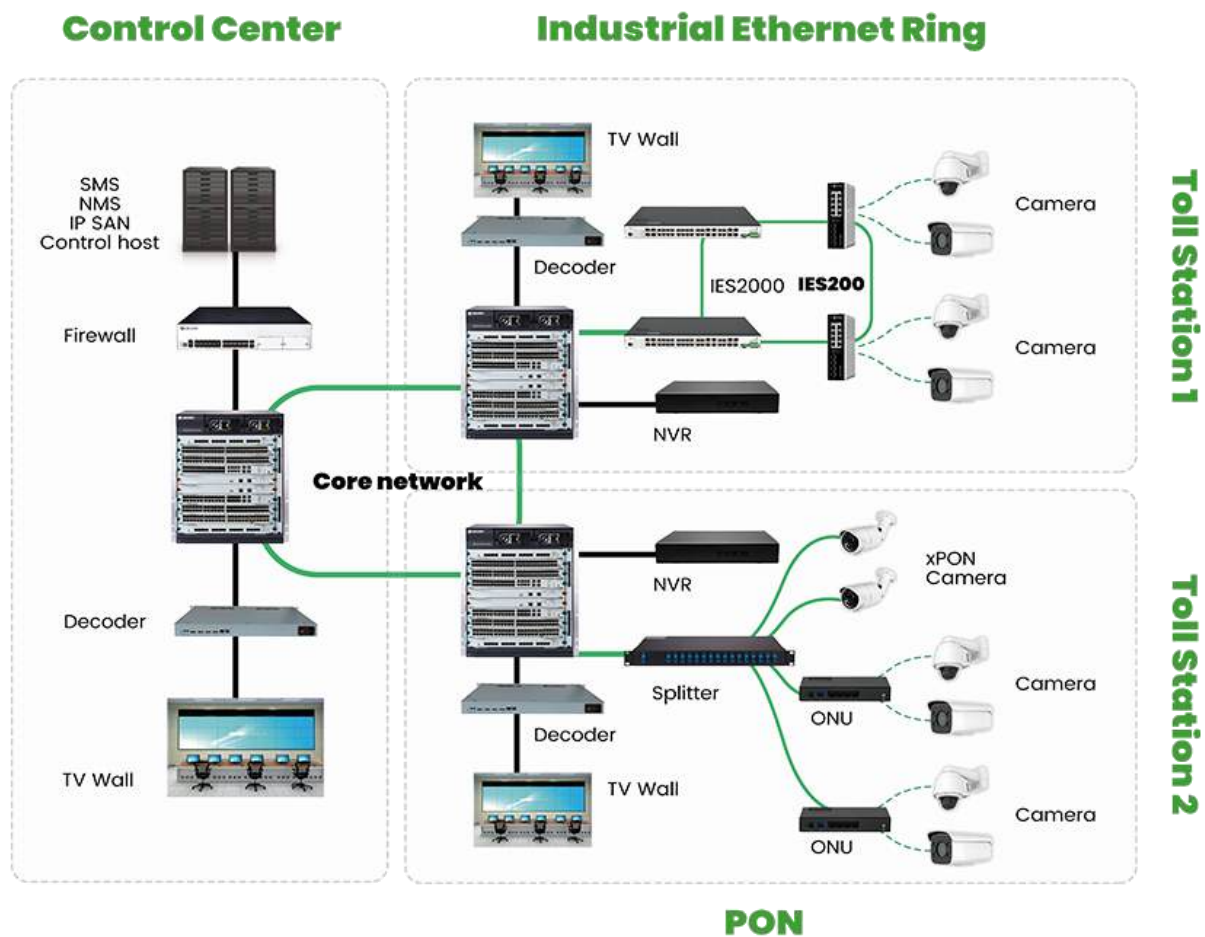 Control Center
Industrial Ethernet Ring
SMS
NMS
IP SAN
Control host
Firewall
Decoder
TV Wall
Core network
TV Wall
Decoder
IES2000
IES200
NVR
Camera
Camera
Toll Station 1
NVR
Splitter
Decoder
TV Wall
xPON
Camera
ONU
Camera
ONU
Camera
Toll Station 2
PON